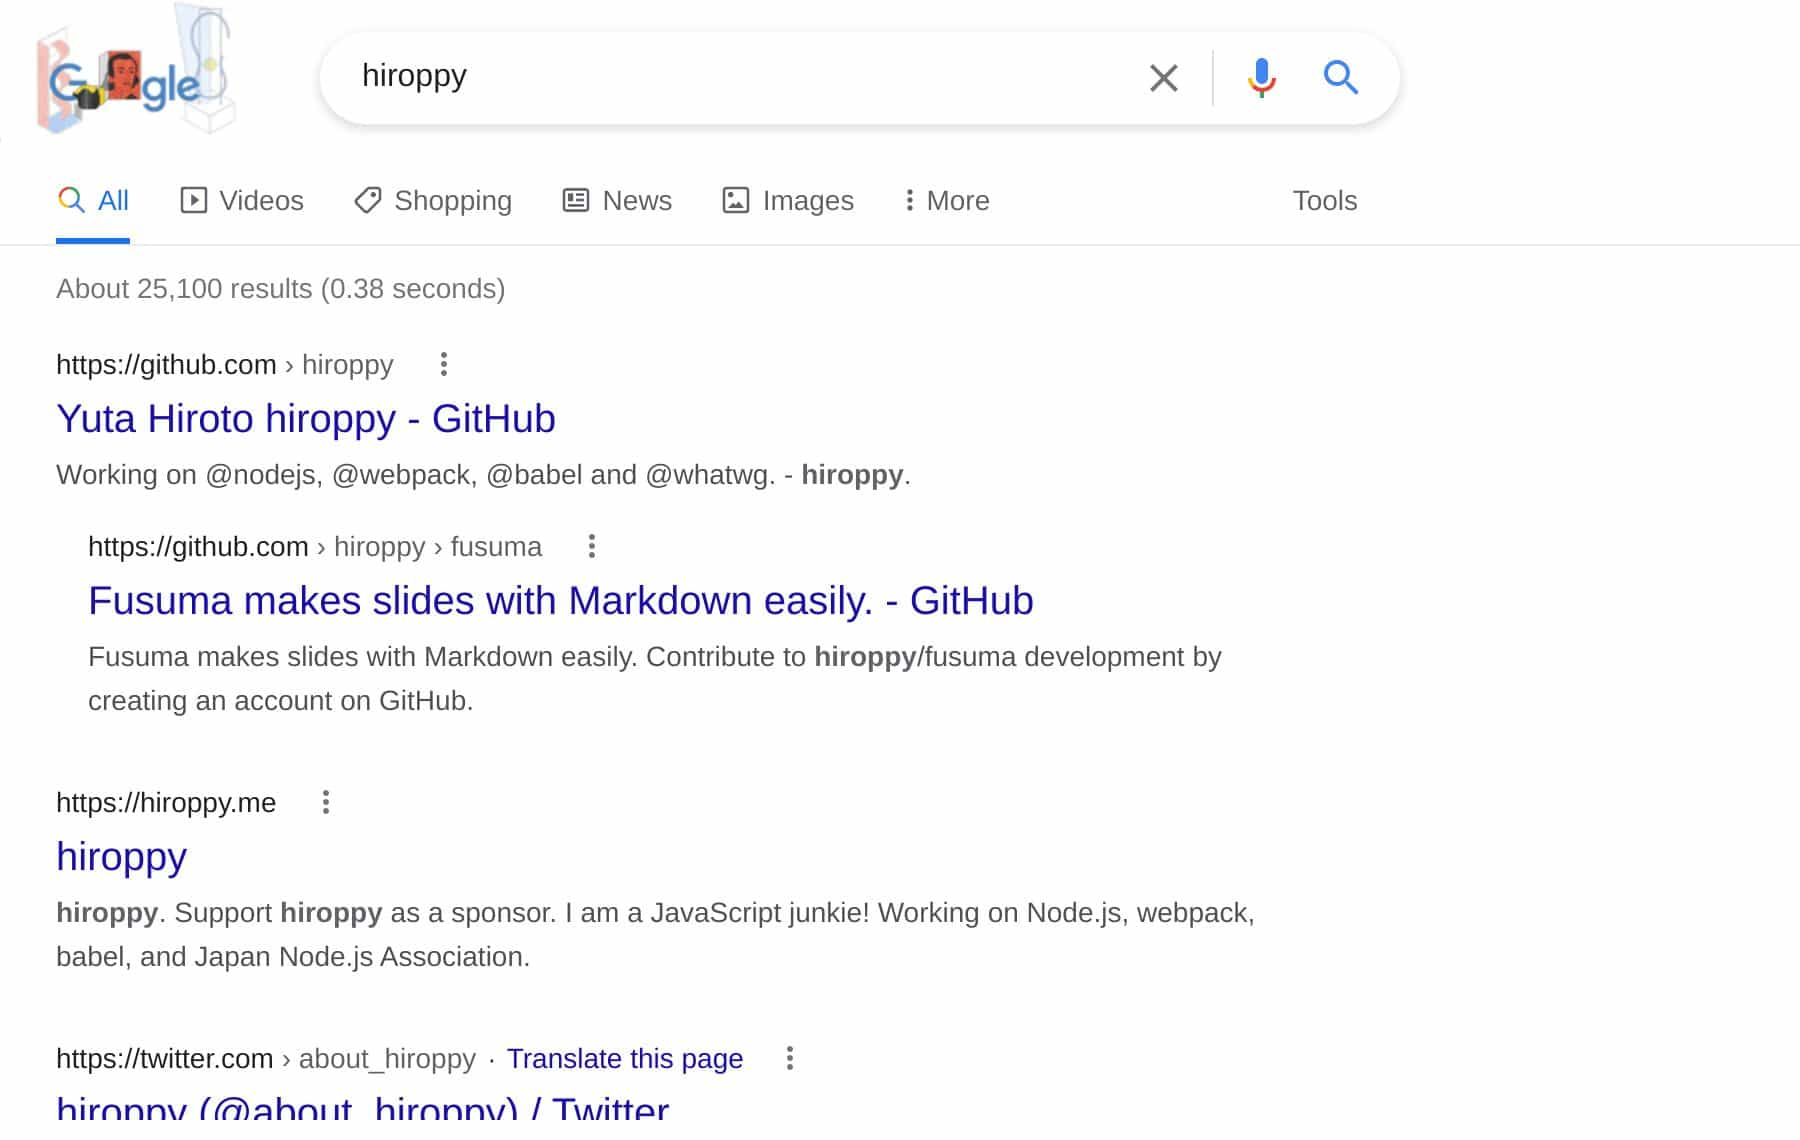 Google
hiroppy
All Videos Shopping News Images More Tools
About 25,100 results (0.38 seconds)
https://github.com › hiroppy
Yuta Hiroto hiroppy - GitHub
Working on @nodejs, @webpack, @babel and @whatwg. - hiroppy.
https://github.com › hiroppy › fusuma
Fusuma makes slides with Markdown easily. - GitHub
Fusuma makes slides with Markdown easily. Contribute to hiroppy/fusuma development by
creating an account on GitHub.
https://hiroppy.me
hiroppy
hiroppy. Support hiroppy as a sponsor. I am a JavaScript junkie! Working on Node.js, webpack,
babel, and Japan Node.js Association.
https://twitter.com › about_hiroppy · Translate this page
hiroppy (@about_hiroppy) / Twitter